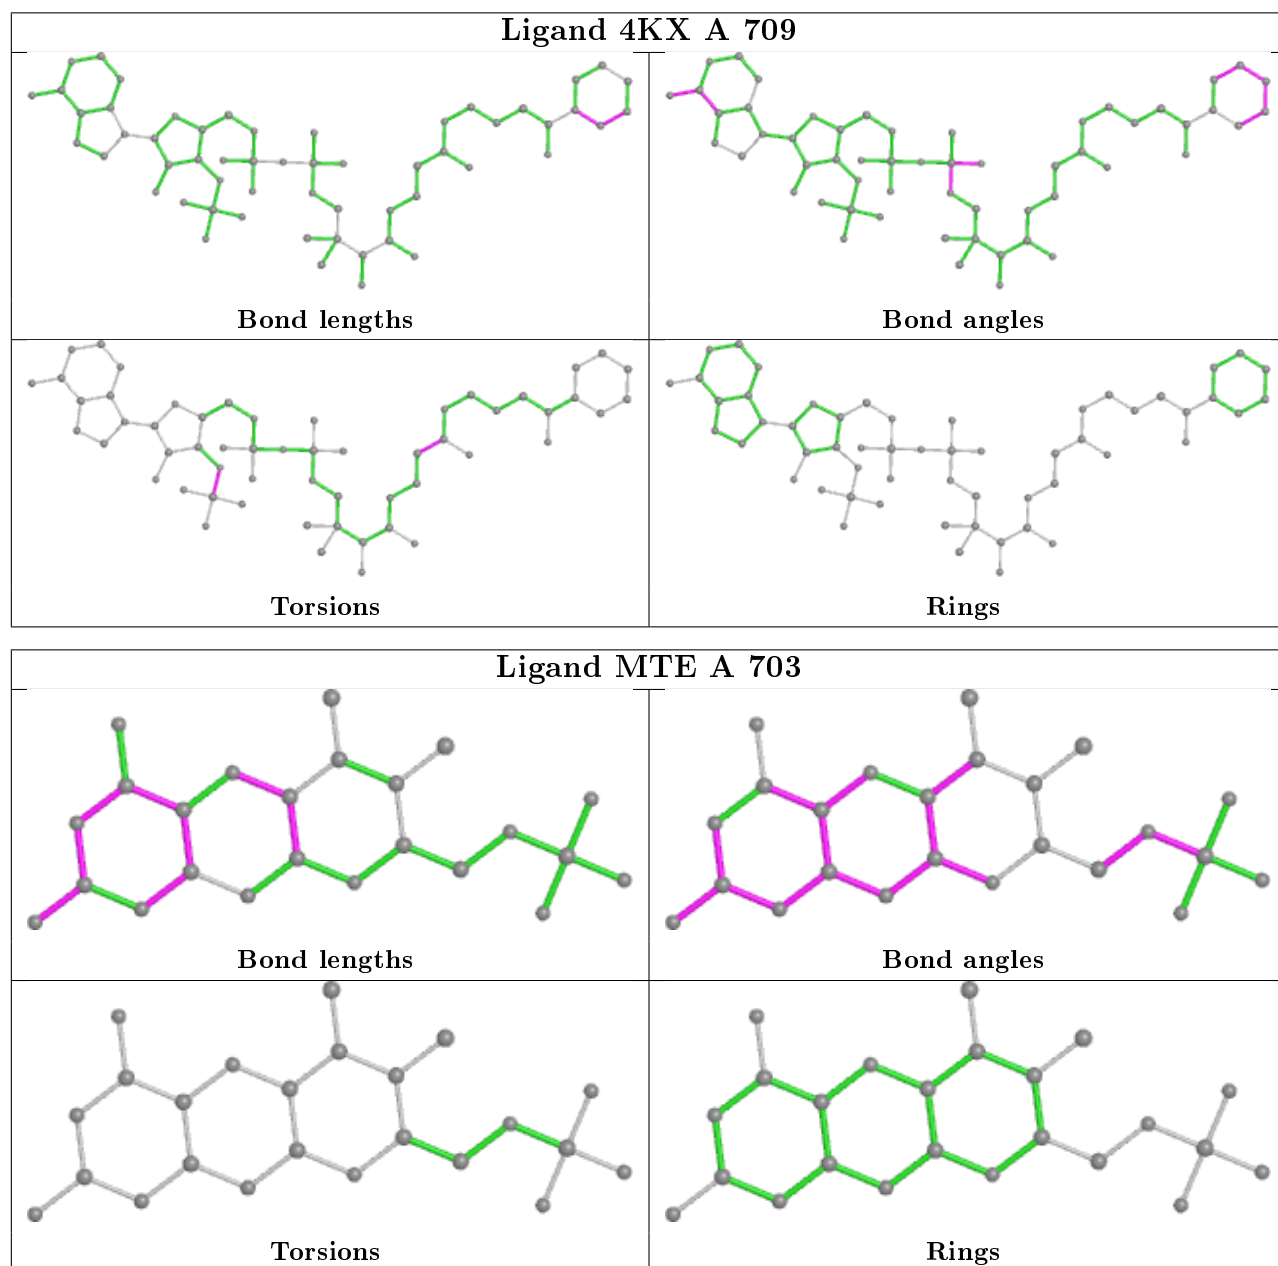 Ligand 4KX A 709
Bond lengths
Bond angles
Torsions
Rings
Ligand MTE A 703
Bond lengths
Bond angles
Torsions
Rings